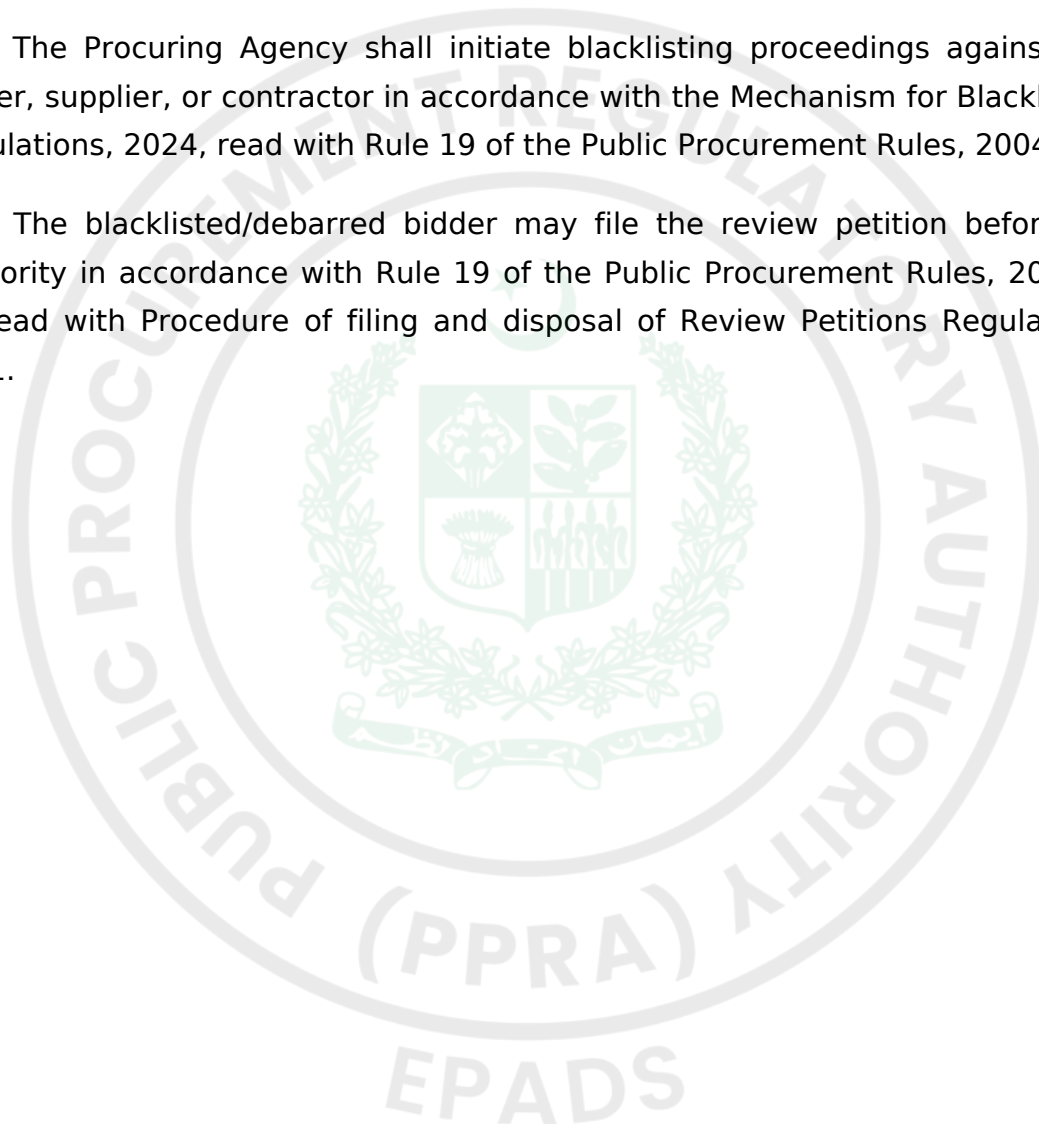 The Procuring Agency shall initiate blacklisting proceedings agains
er, supplier, or contractor in accordance with the Mechanism for Blackl
ulations, 2024, read with Rule 19 of the Public Procurement Rules, 2004
The blacklisted/debarred bidder may file the review petition befor
ority in accordance with Rule 19 of the Public Procurement Rules, 20
ead with Procedure of filing and disposal of Review Petitions Regula
PUBLIC PROCUREMENT REGULATORY AUTHORITY
(PPRA)
EPADS